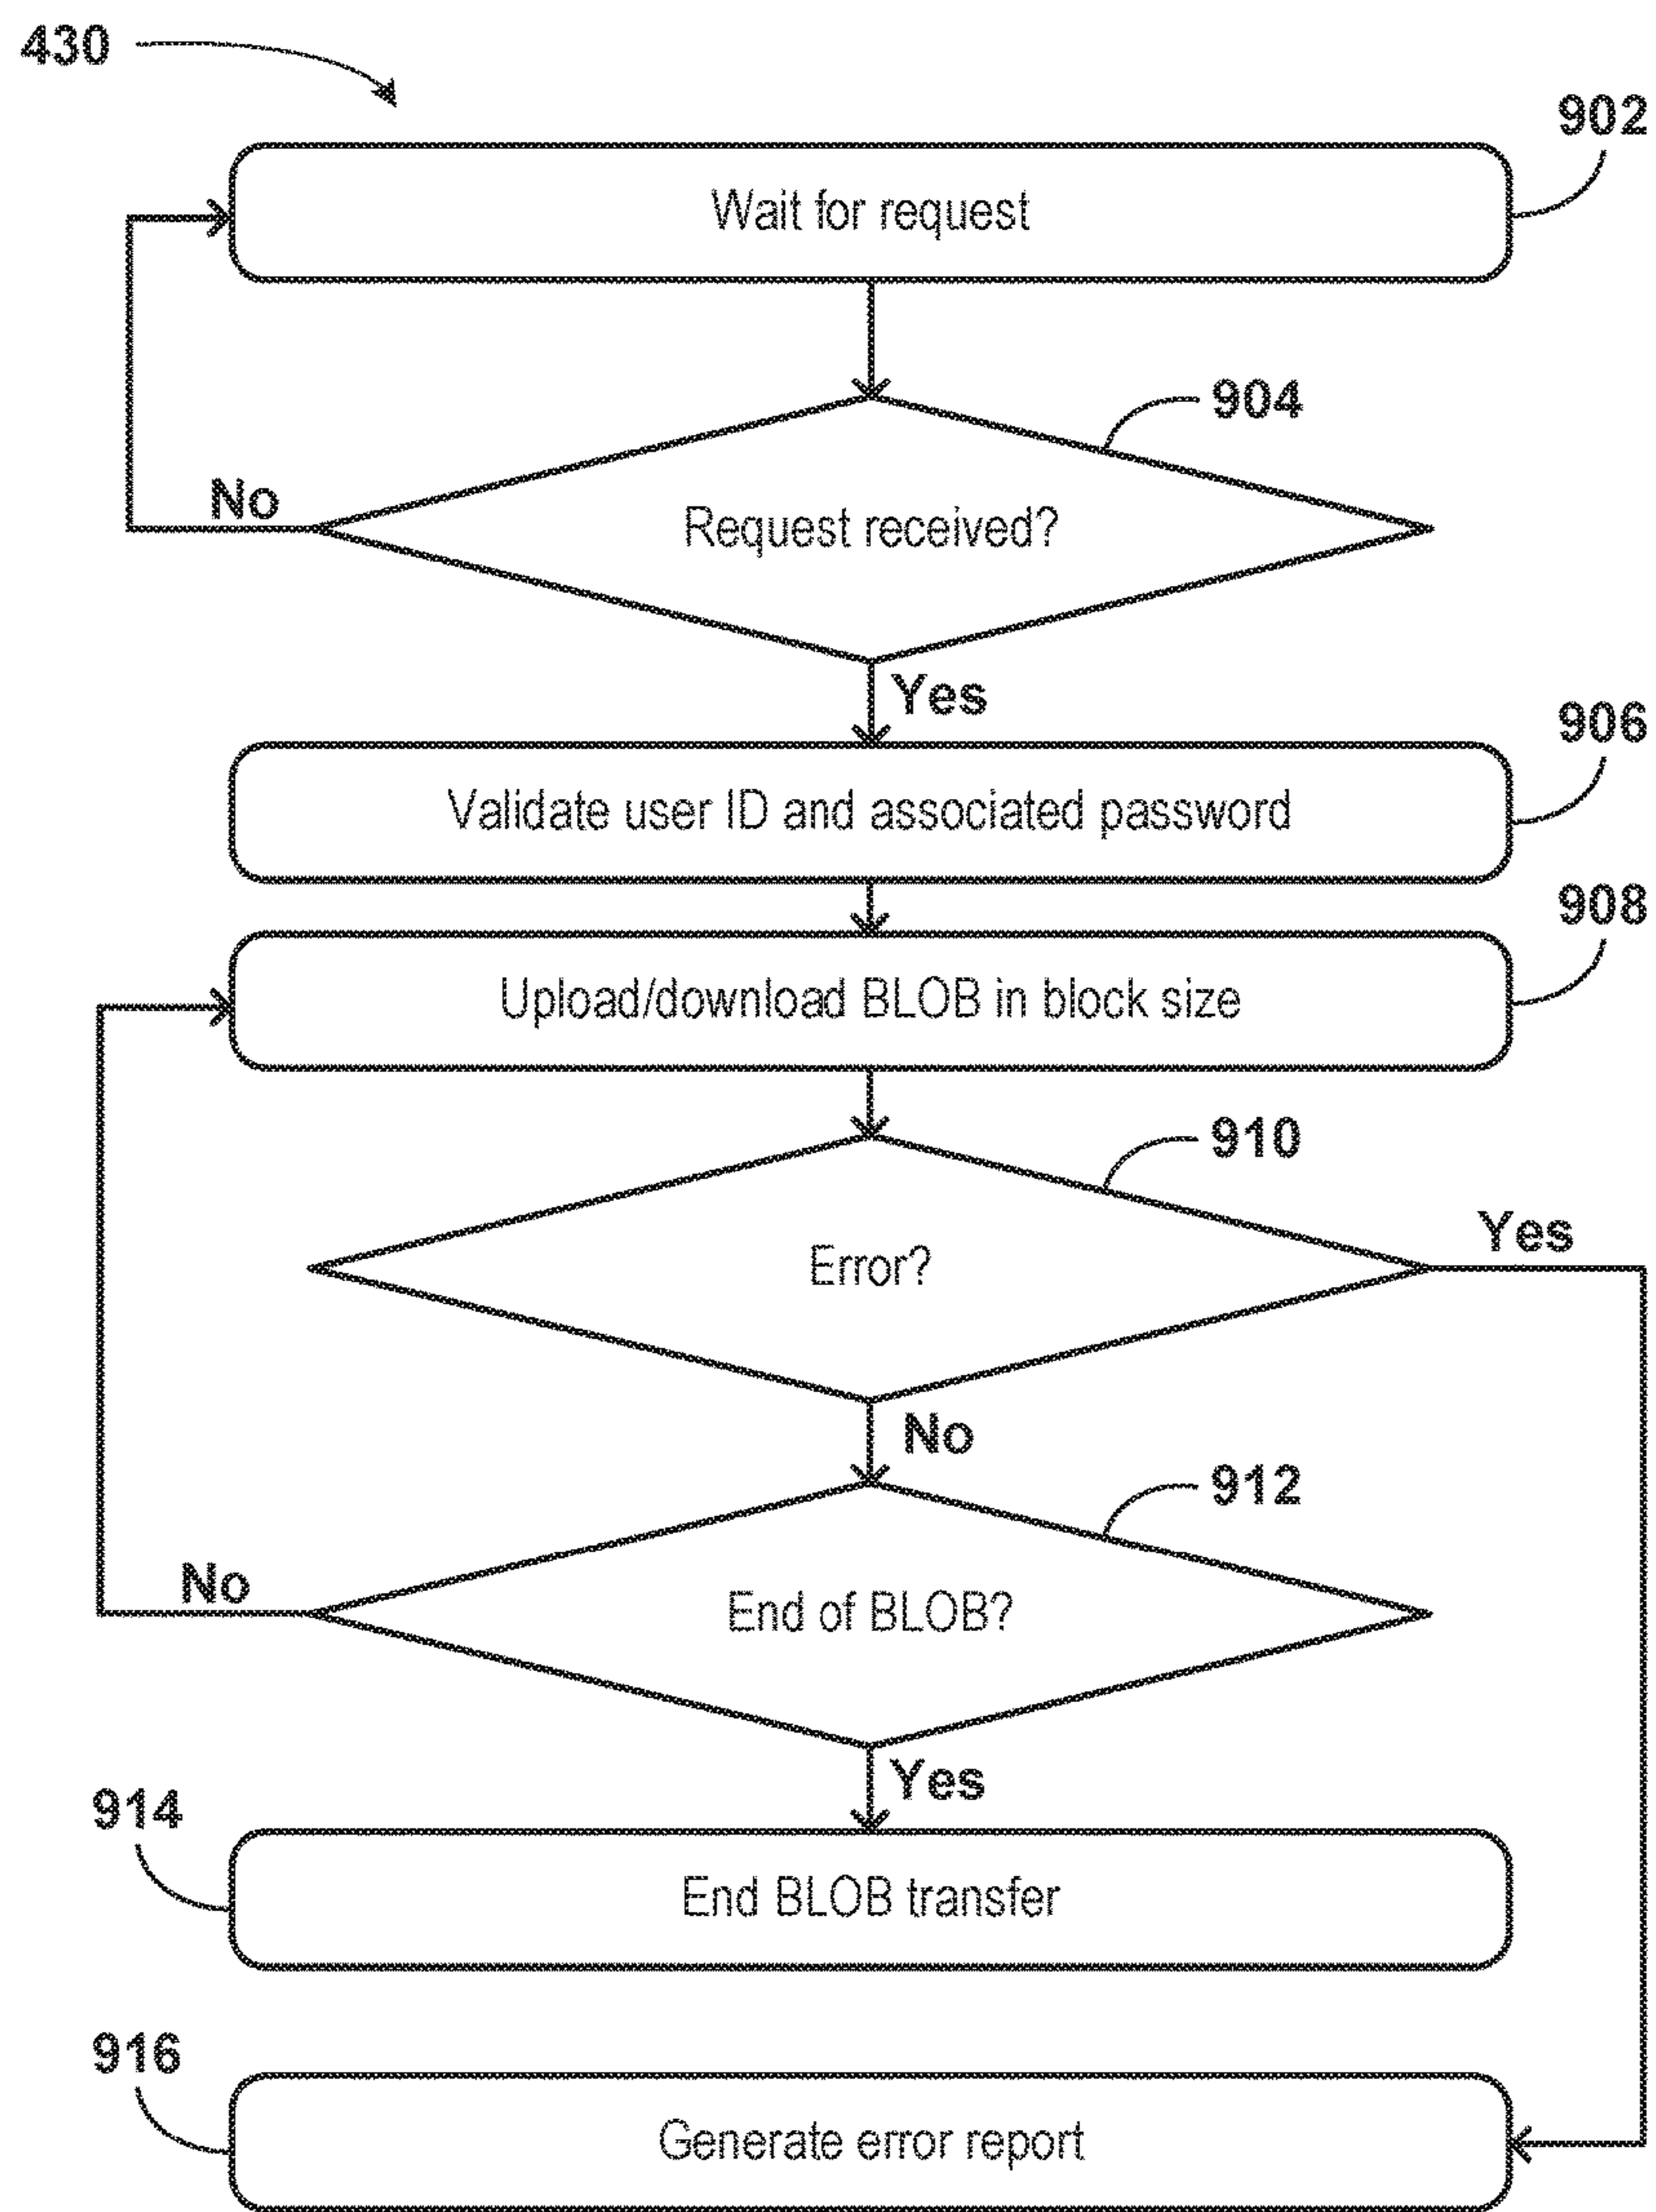 430
902
Wait for request
904
No
Request received?
Yes
906
Validate user ID and associated password
908
Upload/download BLOB in block size
910
Yes
Error?
No
912
No
End of BLOB?
Yes
914
End BLOB transfer
916
Generate error report